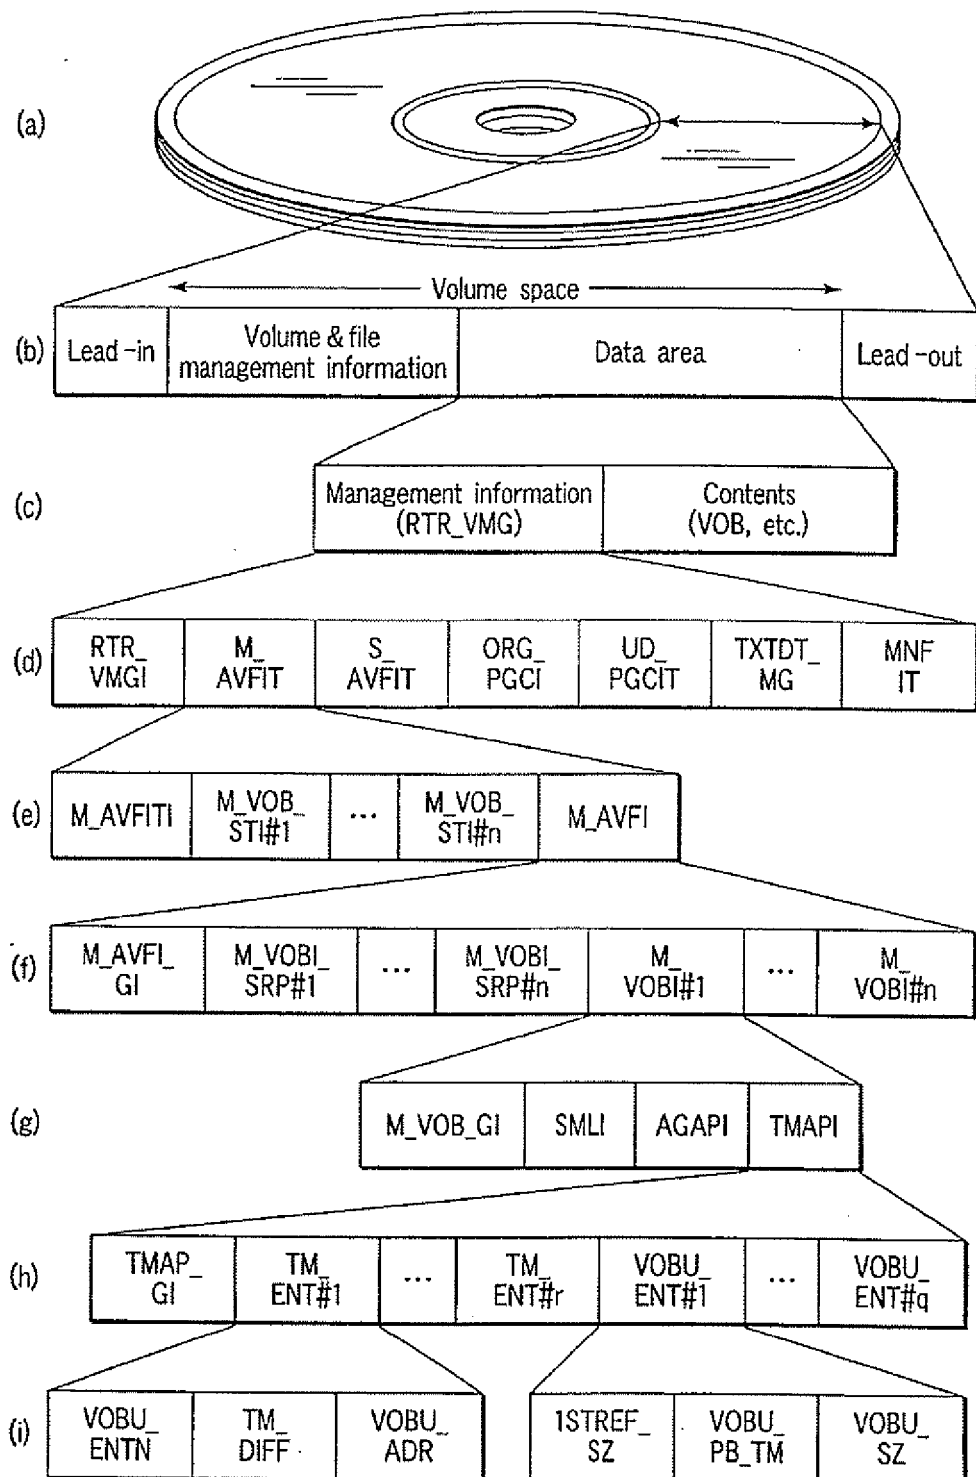 (a)
Volume space
(b)
Lead-in
Volume & file
management information
Data area
Lead-out
(c)
Management information
(RTR_VMG)
Contents
(VOB, etc.)
(d)
RTR_
VMGI
M_
AVFIT
S_
AVFIT
ORG_
PGCI
UD_
PGCIT
TXTDT_
MG
MNF
IT
(e)
M_AVFITI
M_VOB_
STI#1
...
M_VOB_
STI#n
M_AVFI
(f)
M_AVFI_
GI
M_VOBI_
SRP#1
...
M_VOBI_
SRP#n
M_
VOBI#1
...
M_
VOBI#n
(g)
M_VOB_GI
SMLI
AGAPI
TMAPI
(h)
TMAP_
GI
TM_
ENT#1
...
TM_
ENT#r
VOBU_
ENT#1
...
VOBU_
ENT#q
(i)
VOBU_
ENTN
TM_
DIFF
VOBU_
ADR
1STREF_
SZ
VOBU_
PB_TM
VOBU_
SZ